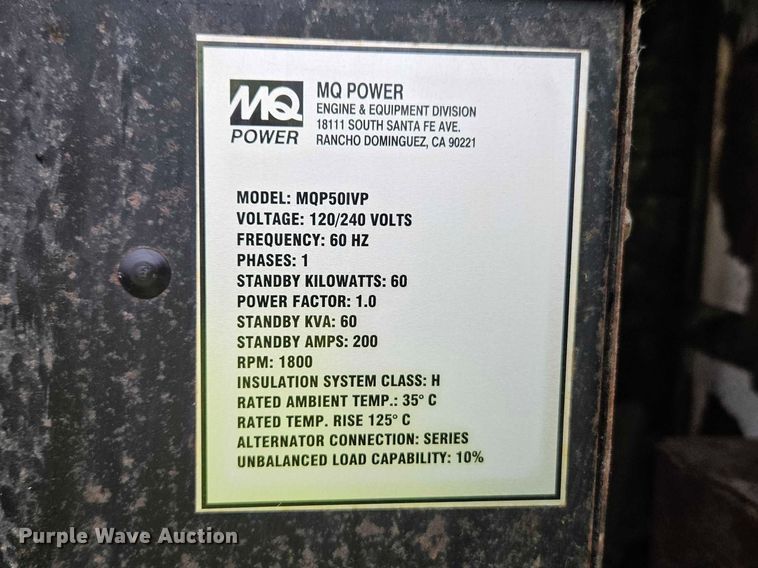 MQ POWER
MQ POWER
ENGINE & EQUIPMENT DIVISION
18111 SOUTH SANTA FE AVE.
RANCHO DOMINGUEZ, CA 90221
MODEL: MQP50IVP
VOLTAGE: 120/240 VOLTS
FREQUENCY: 60 HZ
PHASES: 1
STANDBY KILOWATTS: 60
POWER FACTOR: 1.0
STANDBY KVA: 60
STANDBY AMPS: 200
RPM: 1800
INSULATION SYSTEM CLASS: H
RATED AMBIENT TEMP.: 35° C
RATED TEMP. RISE 125° C
ALTERNATOR CONNECTION: SERIES
UNBALANCED LOAD CAPABILITY: 10%
Purple Wave Auction